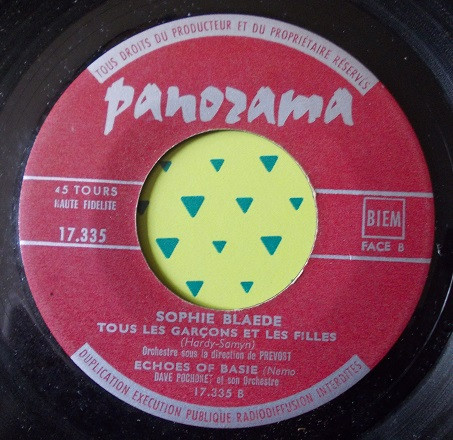 TOUS DROITS DU PRODUCTEUR ET DU PROPRIETAIRE RÉSERVÉS
panorama
45 TOURS
HAUTE FIDELITE
17.335
BIEM
FACE B
SOPHIE BLAEDE
TOUS LES GARÇONS ET LES FILLES
(Hardy-Samyn)
Orchestre sous la direction de PREVOST
ECHOES OF BASIE (Nemo
DAVE POCHONET et son Orchestre
17.335 B
DUPLICATION EXECUTION PUBLIQUE RADIODIFFUSION INTERDITES